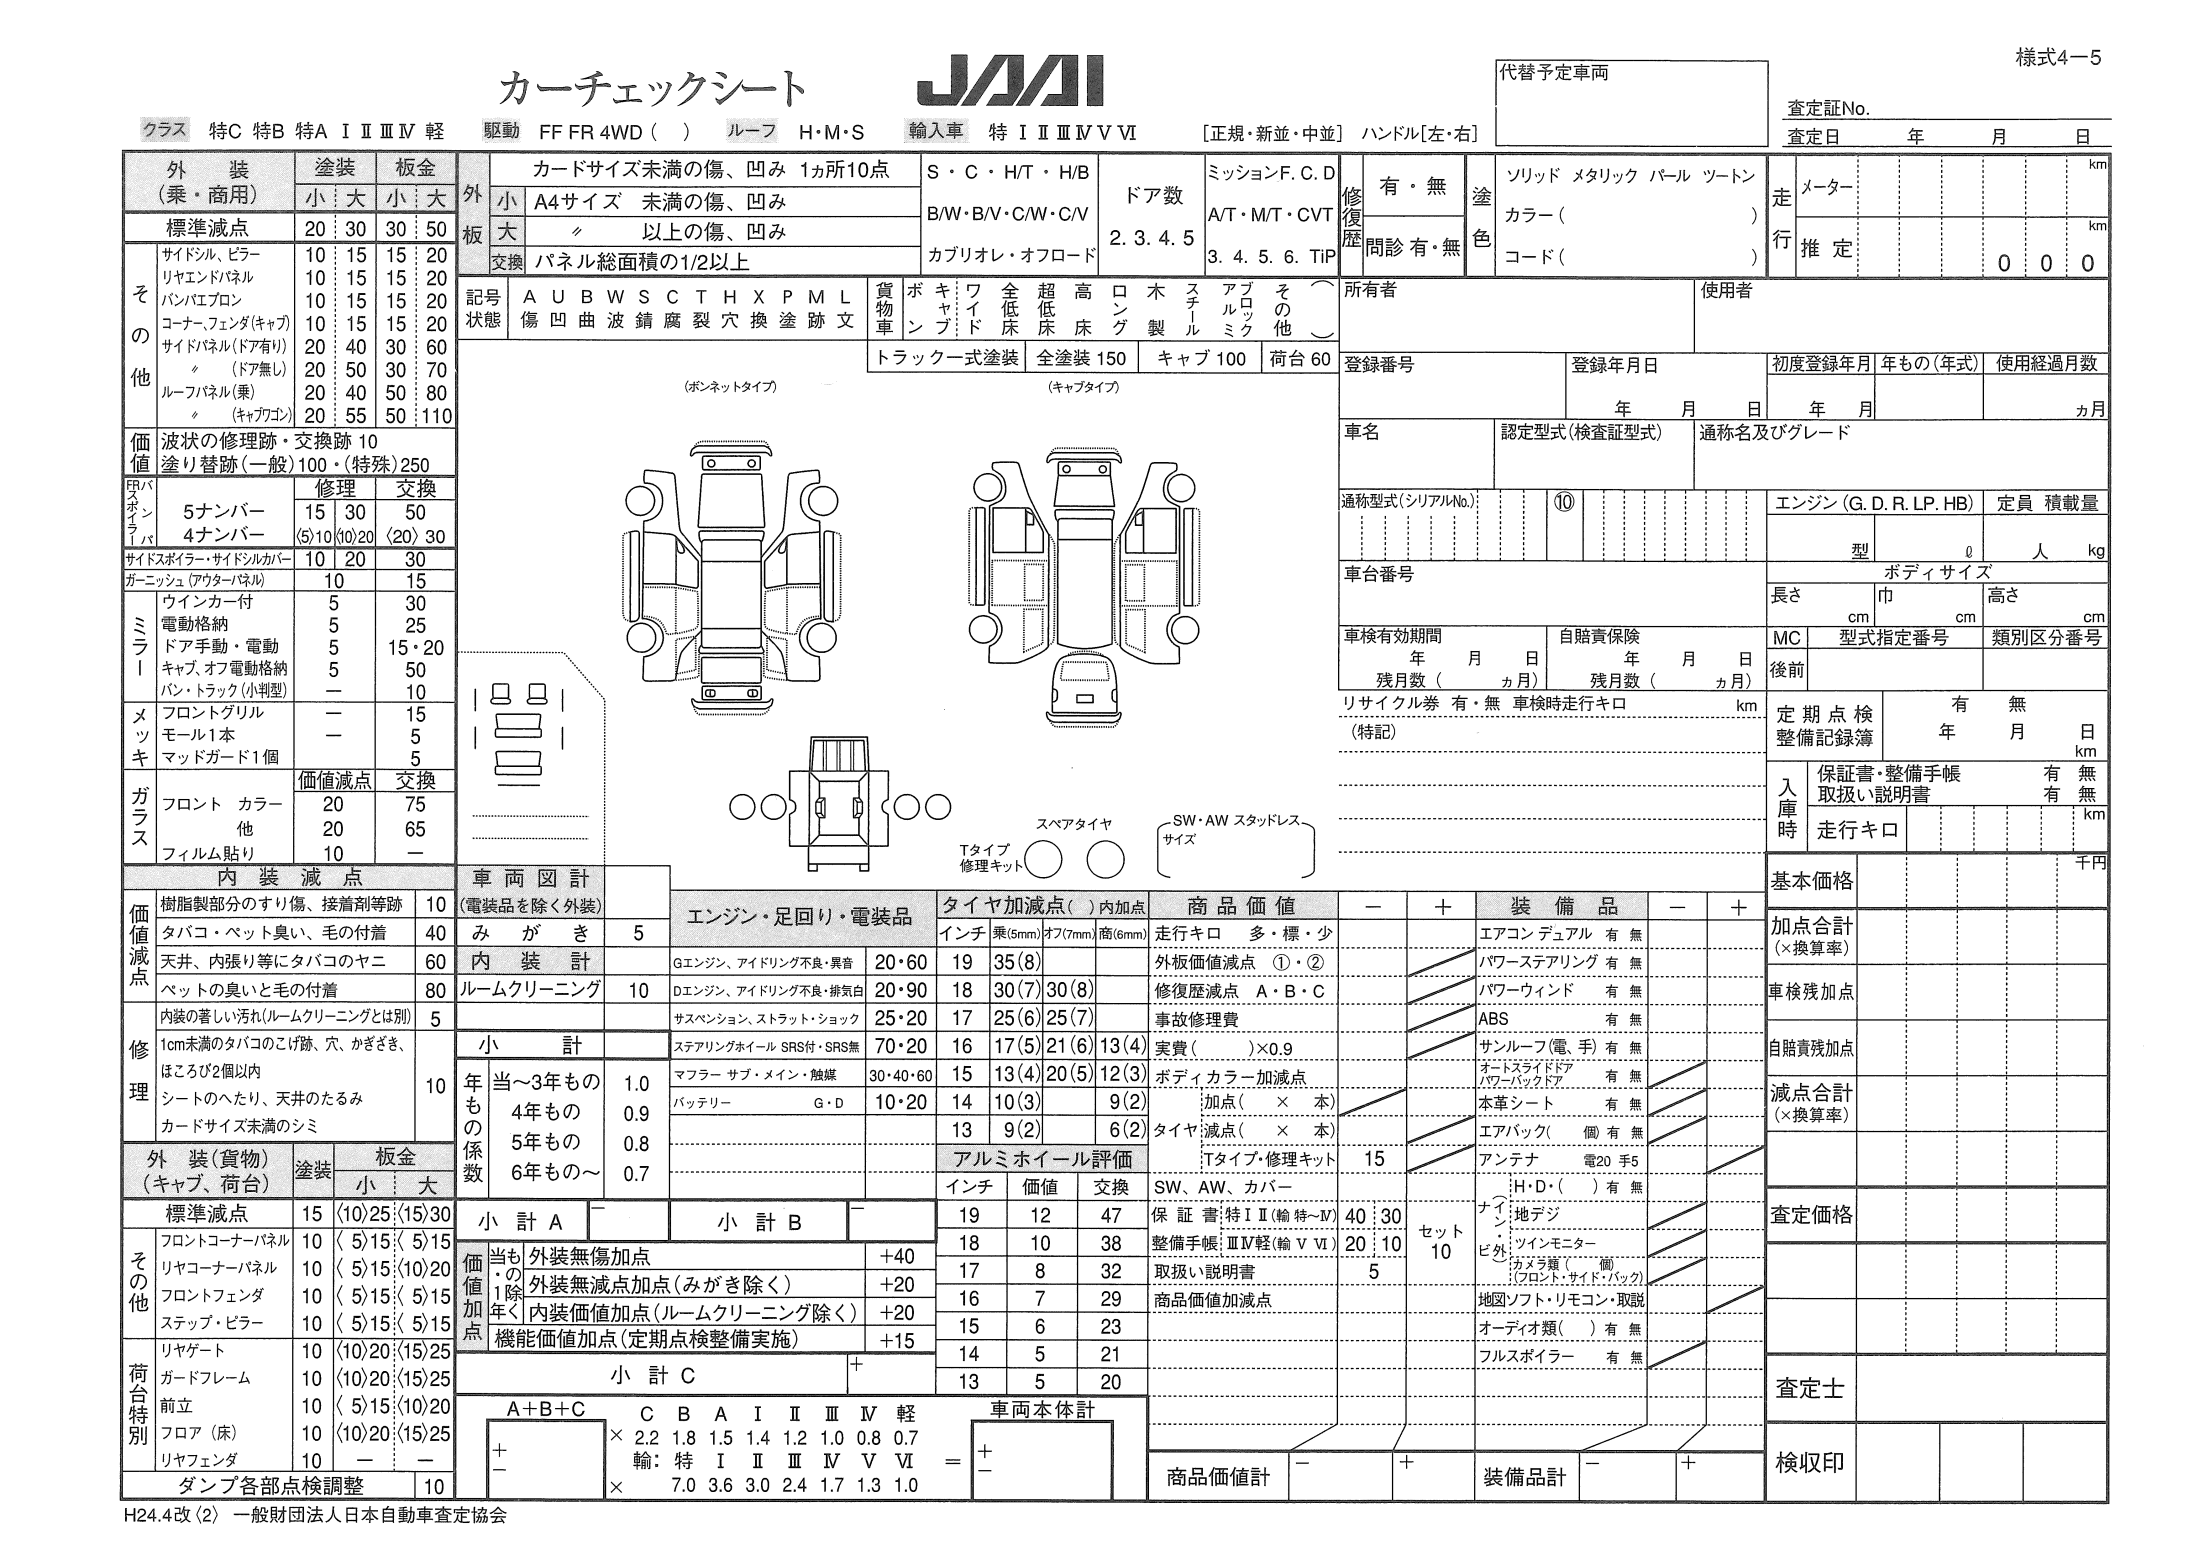 様式4－5
カーチェックシート
JAAI
代替予定車両
査定証No.
査定日 年 月 日
クラス 特C 特B 特A Ⅰ Ⅱ Ⅲ Ⅳ 軽 駆動 FF FR 4WD ( ) ルーフ H・M・S 輸入車 特 Ⅰ Ⅱ Ⅲ Ⅳ Ⅴ Ⅵ [正規・新並・中並] ハンドル[左・右]
外 装 (乗・商用) 塗装 板金
小 大 小 大
標準減点 20 30 30 50
その他
サイドシル、ピラー 10 15 15 20
リヤエンドパネル 10 15 15 20
バンパエプロン 10 15 15 20
コーナー、フェンダ(キャブ) 10 15 15 20
サイドパネル(ドア有り) 20 40 30 60
〃 (ドア無し) 20 50 30 70
ルーフパネル(乗) 20 40 50 80
〃 (キャブワゴン) 20 55 50 110
価値
波状の修理跡・交換跡 10
塗り替跡(一般)100・(特殊)250
FRバンパ スポイラー 修理 交換
5ナンバー 15 30 50
4ナンバー 〈5〉10 〈10〉20 〈20〉30
サイドスポイラー・サイドシルカバー 10 20 30
ガーニッシュ(アウターパネル) 10 15
ミラー
ウインカー付 5 30
電動格納 5 25
ドア手動・電動 5 15・20
キャブ、オフ電動格納 5 50
バン・トラック(小判型) － 10
メッキ
フロントグリル － 15
モール1本 － 5
マッドガード1個 5
ガラス
価値減点 交換
フロント カラー 20 75
他 20 65
フィルム貼り 10 －
内 装 減 点
価値減点
樹脂製部分のすり傷、接着剤等跡 10
タバコ・ペット臭い、毛の付着 40
天井、内張り等にタバコのヤニ 60
ペットの臭いと毛の付着 80
修理
内装の著しい汚れ(ルームクリーニングとは別) 5
1cm未満のタバコのこげ跡、穴、かぎざき、
ほころび2個以内
シートのへたり、天井のたるみ
カードサイズ未満のシミ
10
外 装(貨物) (キャブ、荷台) 塗装 板金
小 大
標準減点 15 〈10〉25 〈15〉30
その他
フロントコーナーパネル 10 〈 5〉15 〈 5〉15
リヤコーナーパネル 10 〈 5〉15 〈10〉20
フロントフェンダ 10 〈 5〉15 〈 5〉15
ステップ・ピラー 10 〈 5〉15 〈 5〉15
荷台特別
リヤゲート 10 〈10〉20 〈15〉25
ガードフレーム 10 〈10〉20 〈15〉25
前立 10 〈 5〉15 〈10〉20
フロア (床) 10 〈10〉20 〈15〉25
リヤフェンダ 10 － －
ダンプ各部点検調整 10
H24.4改〈2〉 一般財団法人日本自動車査定協会
外板
カードサイズ未満の傷、凹み 1ヵ所10点
小 A4サイズ 未満の傷、凹み
大 〃 以上の傷、凹み
交換 パネル総面積の1/2以上
S・C・H/T・H/B
B/W・B/V・C/W・C/V
カブリオレ・オフロード
ドア数
2. 3. 4. 5
ミッションF. C. D
A/T・M/T・CVT
3. 4. 5. 6. TiP
修復歴 有・無
問診 有・無
塗色
ソリッド メタリック パール ツートン
カラー( )
コード( )
走行
メーター km
推 定 km
0 0 0
記号 A U B W S C T H X P M L
状態 傷 凹 曲 波 錆 腐 裂 穴 換 塗 跡 文
貨物車 ボン キャブ ワイド 全低床 超低床 高床 ロング 木製 スチール アルミブロック その他( )
トラック一式塗装 全塗装 150 キャブ 100 荷台 60
(ボンネットタイプ) (キャブタイプ)
スペアタイヤ
Tタイプ
修理キット
SW・AW スタッドレス
サイズ
所有者 使用者
登録番号 登録年月日 初度登録年月 年もの(年式) 使用経過月数
年 月 日 年 月 ヵ月
車名 認定型式(検査証型式) 通称名及びグレード
通称型式(シリアルNo.) ⑩ エンジン (G. D. R. LP. HB) 定員 積載量
型 ℓ 人 kg
車台番号 ボディサイズ
長さ cm 巾 cm 高さ cm
車検有効期間 自賠責保険 MC 型式指定番号 類別区分番号
年 月 日 年 月 日 後前
残月数 ( ヵ月) 残月数 ( ヵ月)
リサイクル券 有・無 車検時走行キロ km
(特記)
定期点検 整備記録簿 有 無
年 月 日
km
入庫時
保証書・整備手帳 有 無
取扱い説明書 有 無
走行キロ km
車両図計
(電装品を除く外装)
みがき 5
内装計
ルームクリーニング 10
小 計
年もの係数
当～3年もの 1.0
4年もの 0.9
5年もの 0.8
6年もの～ 0.7
エンジン・足回り・電装品
Gエンジン、アイドリング不良・異音 20・60
Dエンジン、アイドリング不良・排気白 20・90
サスペンション、ストラット・ショック 25・20
ステアリングホイール SRS付・SRS無 70・20
マフラー サブ・メイン・触媒 30・40・60
バッテリー G・D 10・20
小 計 A － 小 計 B －
価値加点
当もの・1年 の除く
外装無傷加点 +40
外装無減点加点(みがき除く) +20
内装価値加点(ルームクリーニング除く) +20
機能価値加点(定期点検整備実施) +15
小 計 C +
A+B+C
+
－
× C B A Ⅰ Ⅱ Ⅲ Ⅳ 軽
2.2 1.8 1.5 1.4 1.2 1.0 0.8 0.7
輸: 特 Ⅰ Ⅱ Ⅲ Ⅳ Ⅴ Ⅵ
× 7.0 3.6 3.0 2.4 1.7 1.3 1.0
= 車両本体計
+
－
タイヤ加減点( )内加点
インチ 乗(5mm) オフ(7mm) 商(6mm)
19 35(8)
18 30(7) 30(8)
17 25(6) 25(7)
16 17(5) 21(6) 13(4)
15 13(4) 20(5) 12(3)
14 10(3) 9(2)
13 9(2) 6(2)
アルミホイール評価
インチ 価値 交換
19 12 47
18 10 38
17 8 32
16 7 29
15 6 23
14 5 21
13 5 20
商品価値 － +
走行キロ 多・標・少
外板価値減点 ①・②
修復歴減点 A・B・C
事故修理費
実費( )×0.9
ボディカラー加減点
タイヤ
加点( × 本)
減点( × 本)
Tタイプ・修理キット 15
SW、AW、カバー
保 証 書 特ⅠⅡ(輸 特～Ⅳ) 40 30
整備手帳 ⅢⅣ軽(輸 Ⅴ Ⅵ) 20 10
セット 10
取扱い説明書 5
商品価値加減点
商品価値計 － +
装 備 品 － +
エアコン デュアル 有 無
パワーステアリング 有 無
パワーウィンド 有 無
ABS 有 無
サンルーフ(電、手) 有 無
オートスライドドア
パワーバックドア 有 無
本革シート 有 無
エアバック( 個) 有 無
アンテナ 電20 手5
ナビ(イン・外)
H・D・( ) 有 無
地デジ
ツインモニター
カメラ類( 個)
(フロント・サイド・バック)
地図ソフト・リモコン・取説
オーディオ類( ) 有 無
フルスポイラー 有 無
装備品計 － +
千円
基本価格
加点合計
(×換算率)
車検残加点
自賠責残加点
減点合計
(×換算率)
査定価格
査定士
検収印